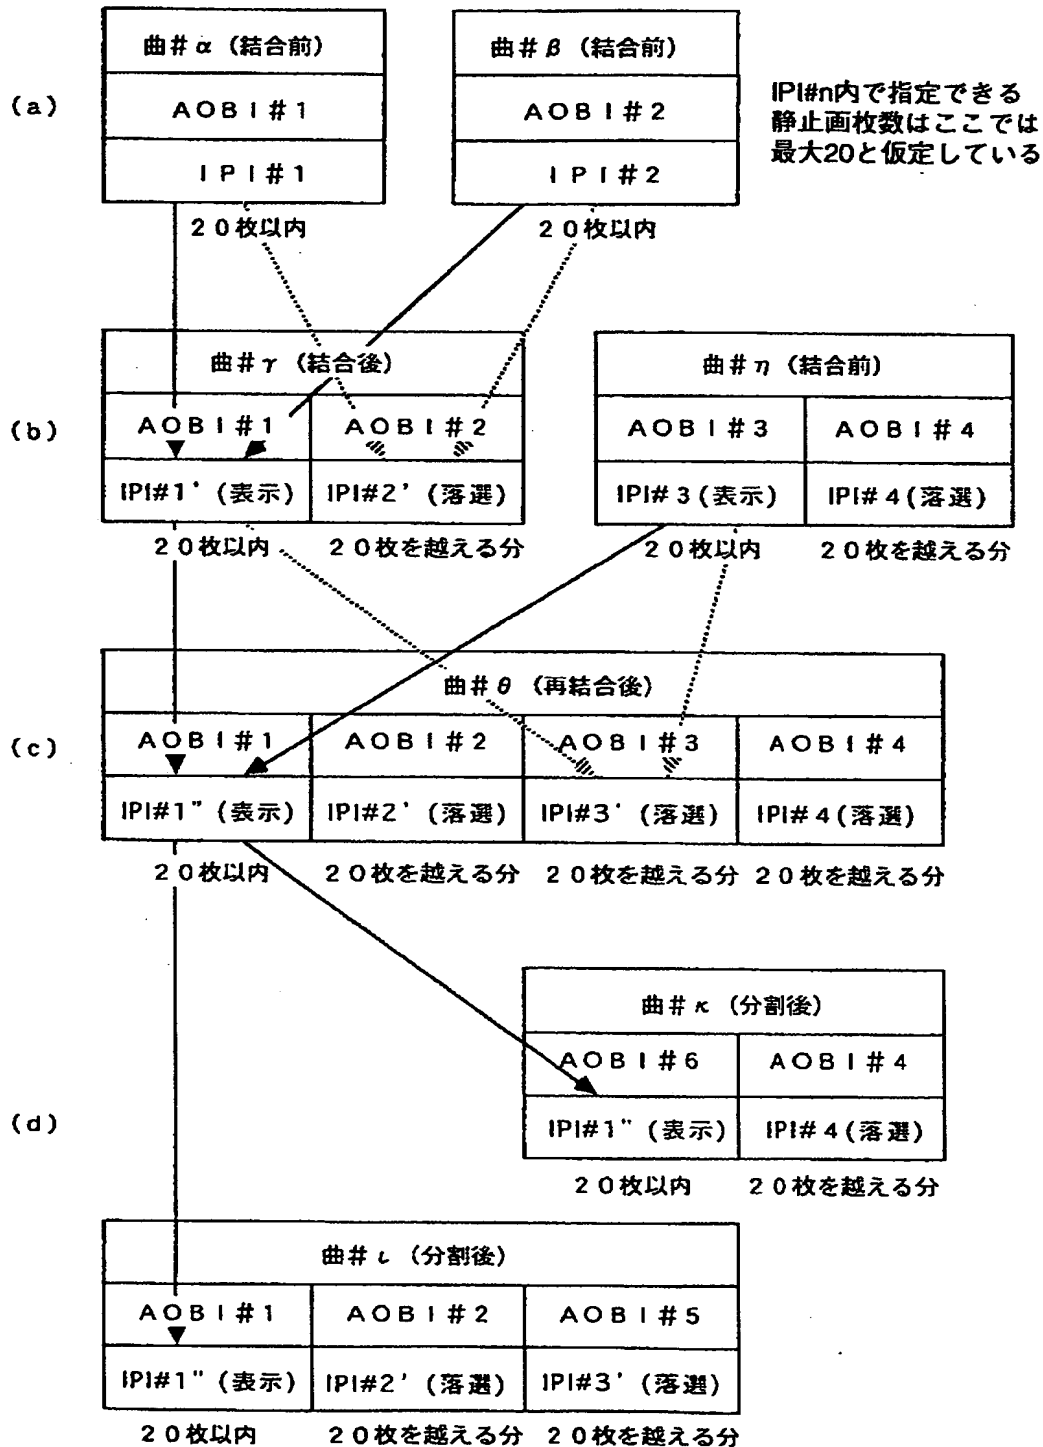 曲#α（結合前）
AOBI#1
IPI#1
20枚以内
曲#β（結合前）
AOBI#2
IPI#2
20枚以内
IPI#n内で指定できる
静止画枚数はここでは
最大20と仮定している
(a)
曲#γ（結合後）
AOBI#1 AOBI#2
IPI#1'（表示） IPI#2'（落選）
20枚以内 20枚を越える分
曲#η（結合前）
AOBI#3 AOBI#4
IPI#3(表示) IPI#4(落選)
20枚以内 20枚を越える分
(b)
曲#θ（再結合後）
AOBI#1 AOBI#2 AOBI#3 AOBI#4
IPI#1"（表示） IPI#2'（落選） IPI#3'（落選） IPI#4(落選)
20枚以内 20枚を越える分 20枚を越える分 20枚を越える分
(c)
曲#κ（分割後）
AOBI#6 AOBI#4
IPI#1"（表示） IPI#4(落選)
20枚以内 20枚を越える分
(d)
曲#ι（分割後）
AOBI#1 AOBI#2 AOBI#5
IPI#1"（表示） IPI#2'（落選） IPI#3'（落選）
20枚以内 20枚を越える分 20枚を越える分